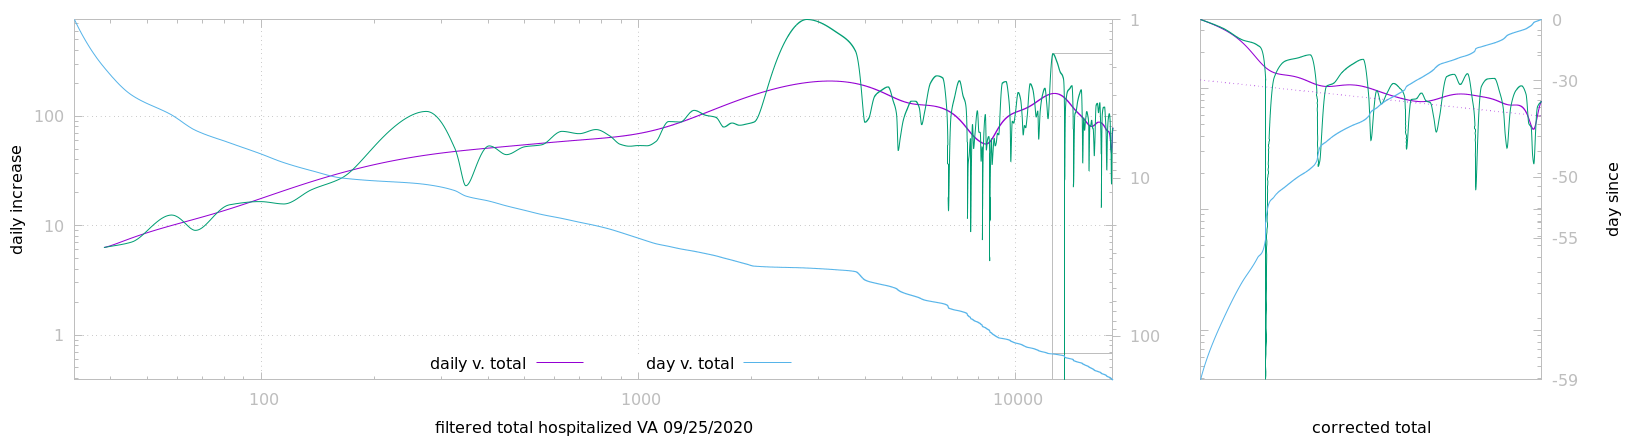 daily increase
100
10
1
daily v. total
day v. total
100
1000
10000
filtered total hospitalized VA 09/25/2020
1
10
100
0
-30
-50
-55
-59
day since
corrected total